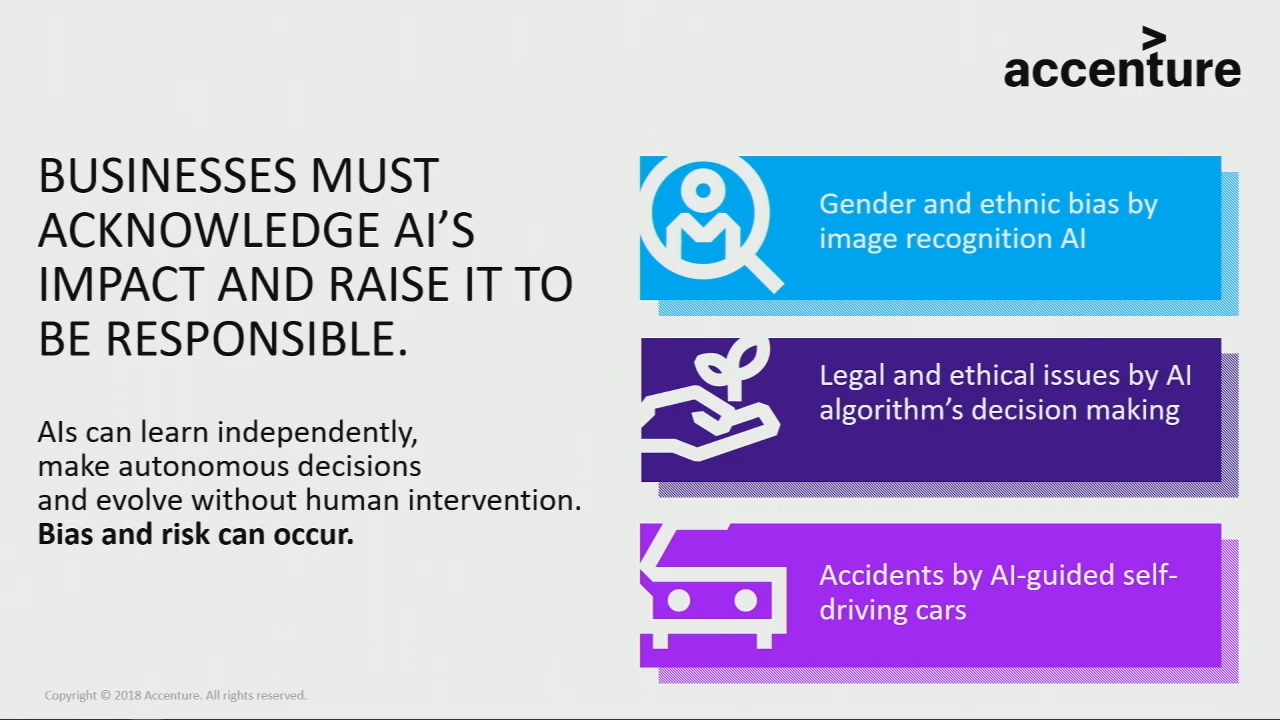 >
accenture
BUSINESSES MUST
ACKNOWLEDGE AI’S
IMPACT AND RAISE IT TO
BE RESPONSIBLE.
AIs can learn independently,
make autonomous decisions
and evolve without human intervention.
Bias and risk can occur.
Gender and ethnic bias by
image recognition AI
Legal and ethical issues by AI
algorithm’s decision making
Accidents by AI-guided self-
driving cars
Copyright © 2018 Accenture. All rights reserved.